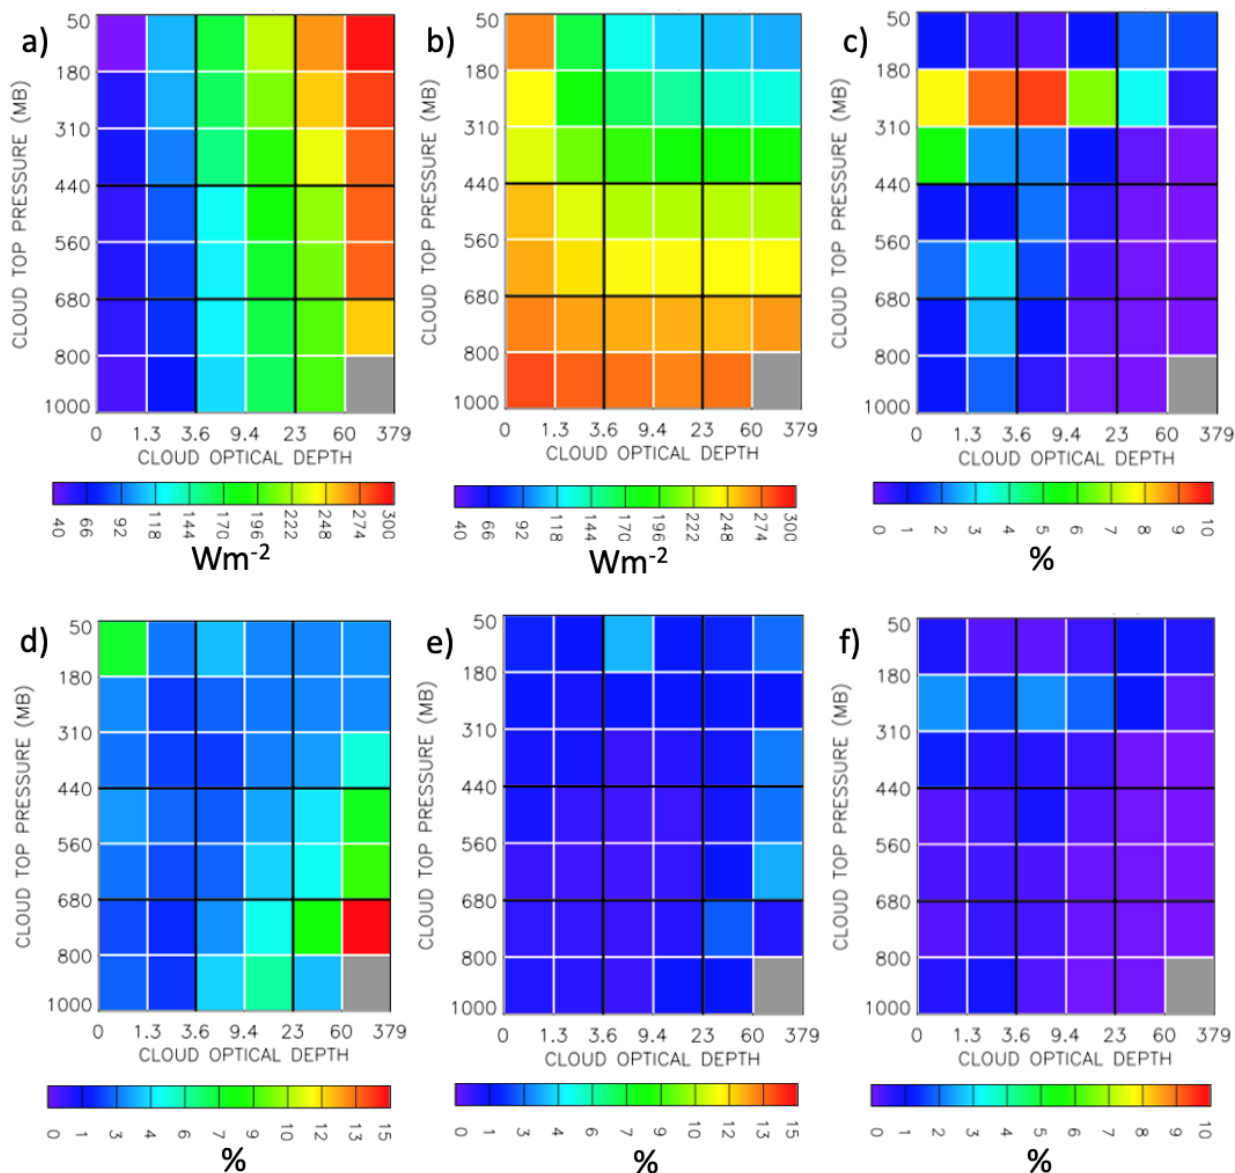 a)
CLOUD TOP PRESSURE (MB)
50
180
310
440
560
680
800
1000
0 1.3 3.6 9.4 23 60 379
CLOUD OPTICAL DEPTH
40 66 92 118 144 170 196 222 248 274 300
Wm-2
b)
CLOUD TOP PRESSURE (MB)
50
180
310
440
560
680
800
1000
0 1.3 3.6 9.4 23 60 379
CLOUD OPTICAL DEPTH
40 66 92 118 144 170 196 222 248 274 300
Wm-2
c)
CLOUD TOP PRESSURE (MB)
50
180
310
440
560
680
800
1000
0 1.3 3.6 9.4 23 60 379
CLOUD OPTICAL DEPTH
0 1 2 3 4 5 6 7 8 9 10
%
d)
CLOUD TOP PRESSURE (MB)
50
180
310
440
560
680
800
1000
0 1.3 3.6 9.4 23 60 379
CLOUD OPTICAL DEPTH
0 1 3 4 6 7 9 10 12 13 15
%
e)
CLOUD TOP PRESSURE (MB)
50
180
310
440
560
680
800
1000
0 1.3 3.6 9.4 23 60 379
CLOUD OPTICAL DEPTH
0 1 3 4 6 7 9 10 12 13 15
%
f)
CLOUD TOP PRESSURE (MB)
50
180
310
440
560
680
800
1000
0 1.3 3.6 9.4 23 60 379
CLOUD OPTICAL DEPTH
0 1 2 3 4 5 6 7 8 9 10
%